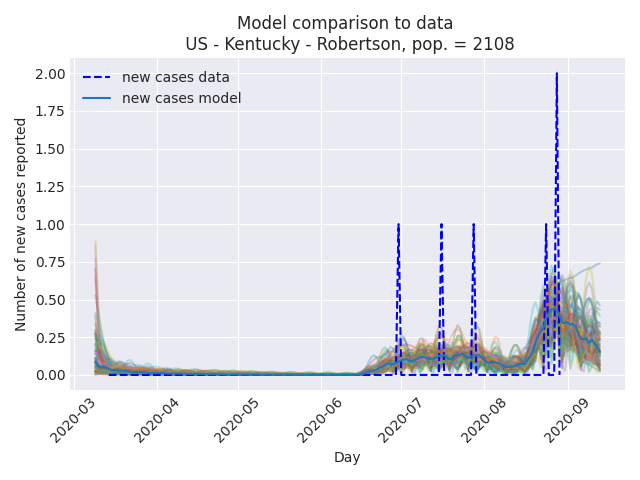 Model comparison to data
US - Kentucky - Robertson, pop. = 2108
new cases data
new cases model
Number of new cases reported
2.00
1.75
1.50
1.25
1.00
0.75
0.50
0.25
0.00
2020-03
2020-04
2020-05
2020-06
2020-07
2020-08
2020-09
Day